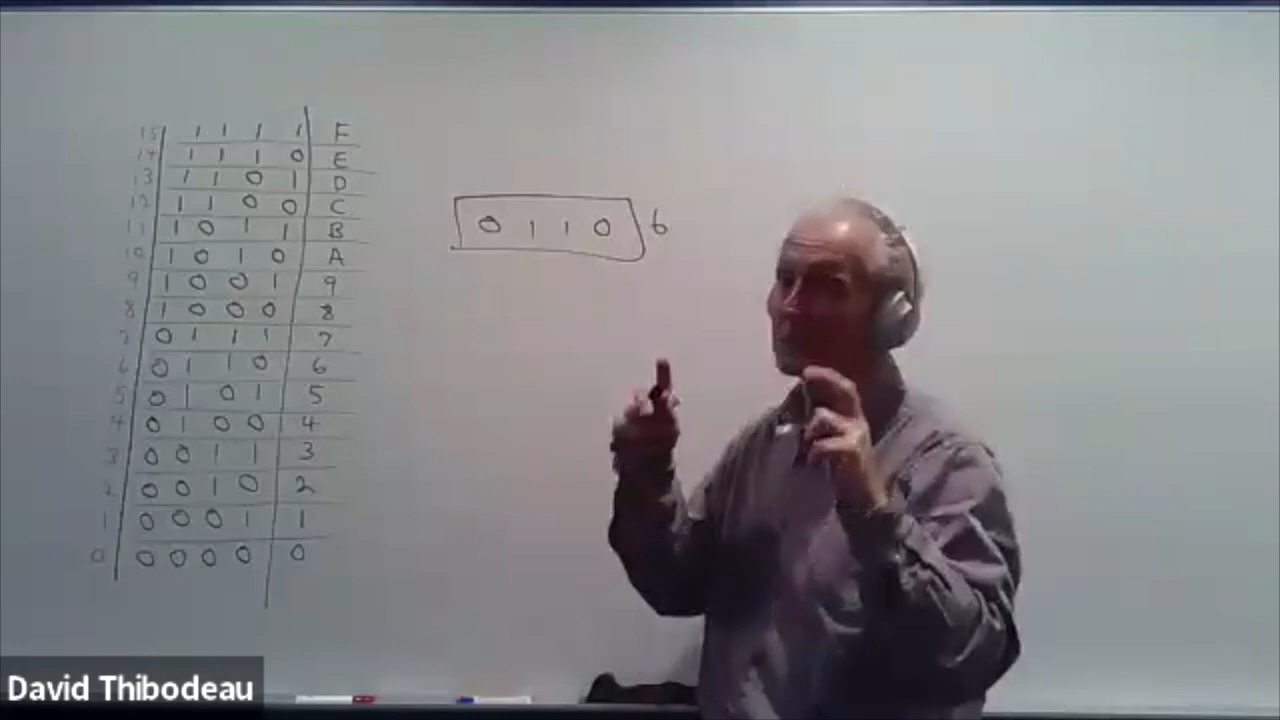 15 1 1 1 1 F
14 1 1 1 0 E
13 1 1 0 1 D
12 1 1 0 0 C
11 1 0 1 1 B
10 1 0 1 0 A
9 1 0 0 1 9
8 1 0 0 0 8
7 0 1 1 1 7
6 0 1 1 0 6
5 0 1 0 1 5
4 0 1 0 0 4
3 0 0 1 1 3
2 0 0 1 0 2
1 0 0 0 1 1
0 0 0 0 0 0
0 1 1 0 6
David Thibodeau